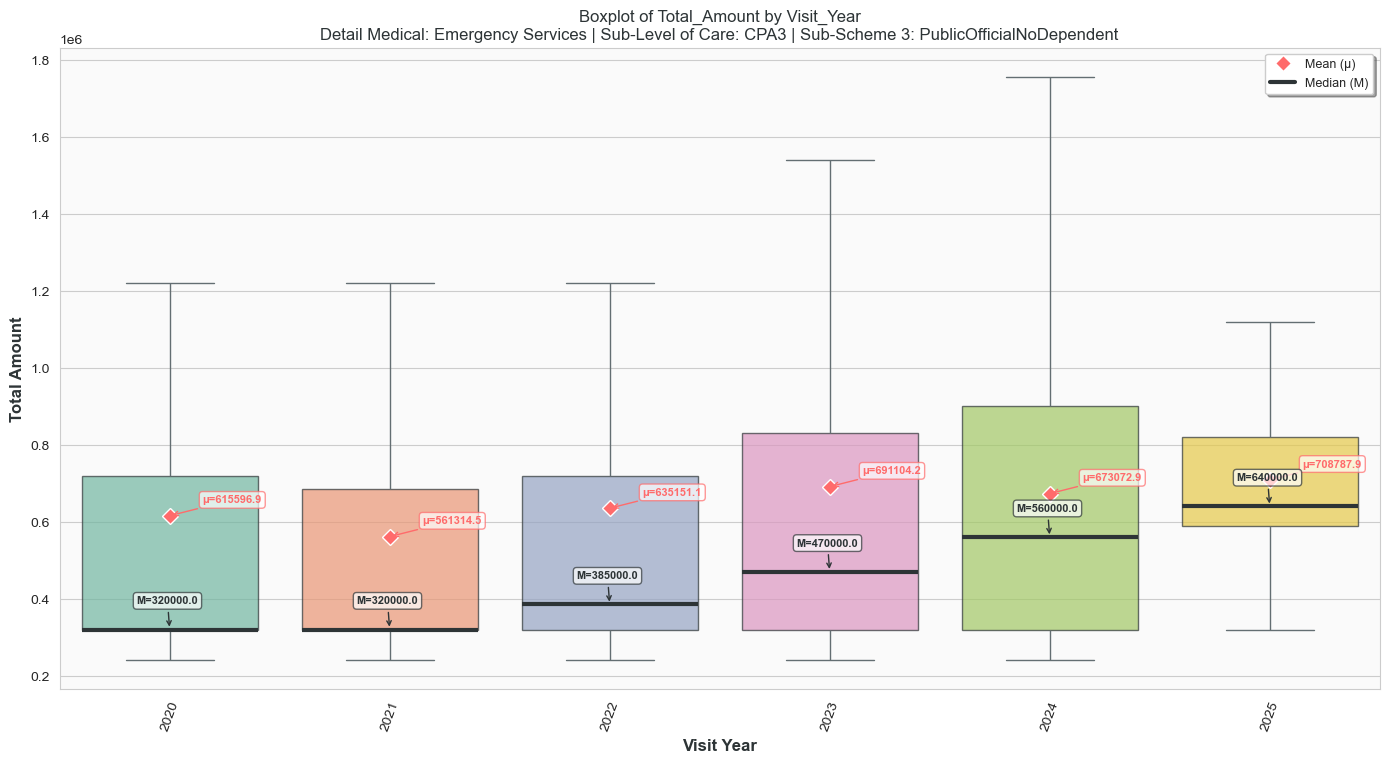 Boxplot of Total_Amount by Visit_Year
Detail Medical: Emergency Services | Sub-Level of Care: CPA3 | Sub-Scheme 3: PublicOfficialNoDependent
1e6
Mean (μ)
Median (M)
1.8
1.6
1.4
1.2
1.0
0.8
0.6
0.4
0.2
Total Amount
μ=615596.9
M=320000.0
μ=561314.5
M=320000.0
μ=635151.1
M=385000.0
μ=691104.2
M=470000.0
μ=673072.9
M=560000.0
μ=708787.9
M=640000.0
2020
2021
2022
2023
2024
2025
Visit Year